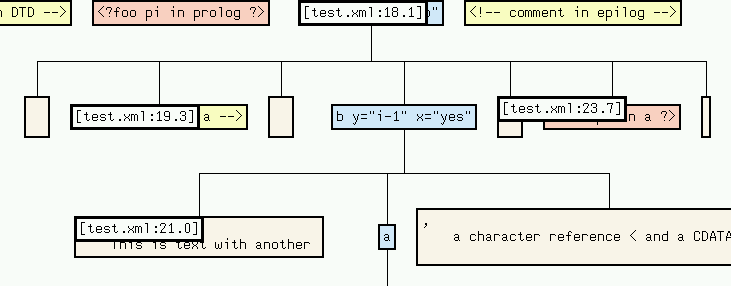 DTD --> <?foo pi in prolog ?> [test.xml:18.1] " <!-- comment in epilog -->
[test.xml:19.3] a --> b y="i-1" x="yes" [test.xml:23.7] n a ?>
[test.xml:21.0]
This is text with another
a
,
a character reference < and a CDATA